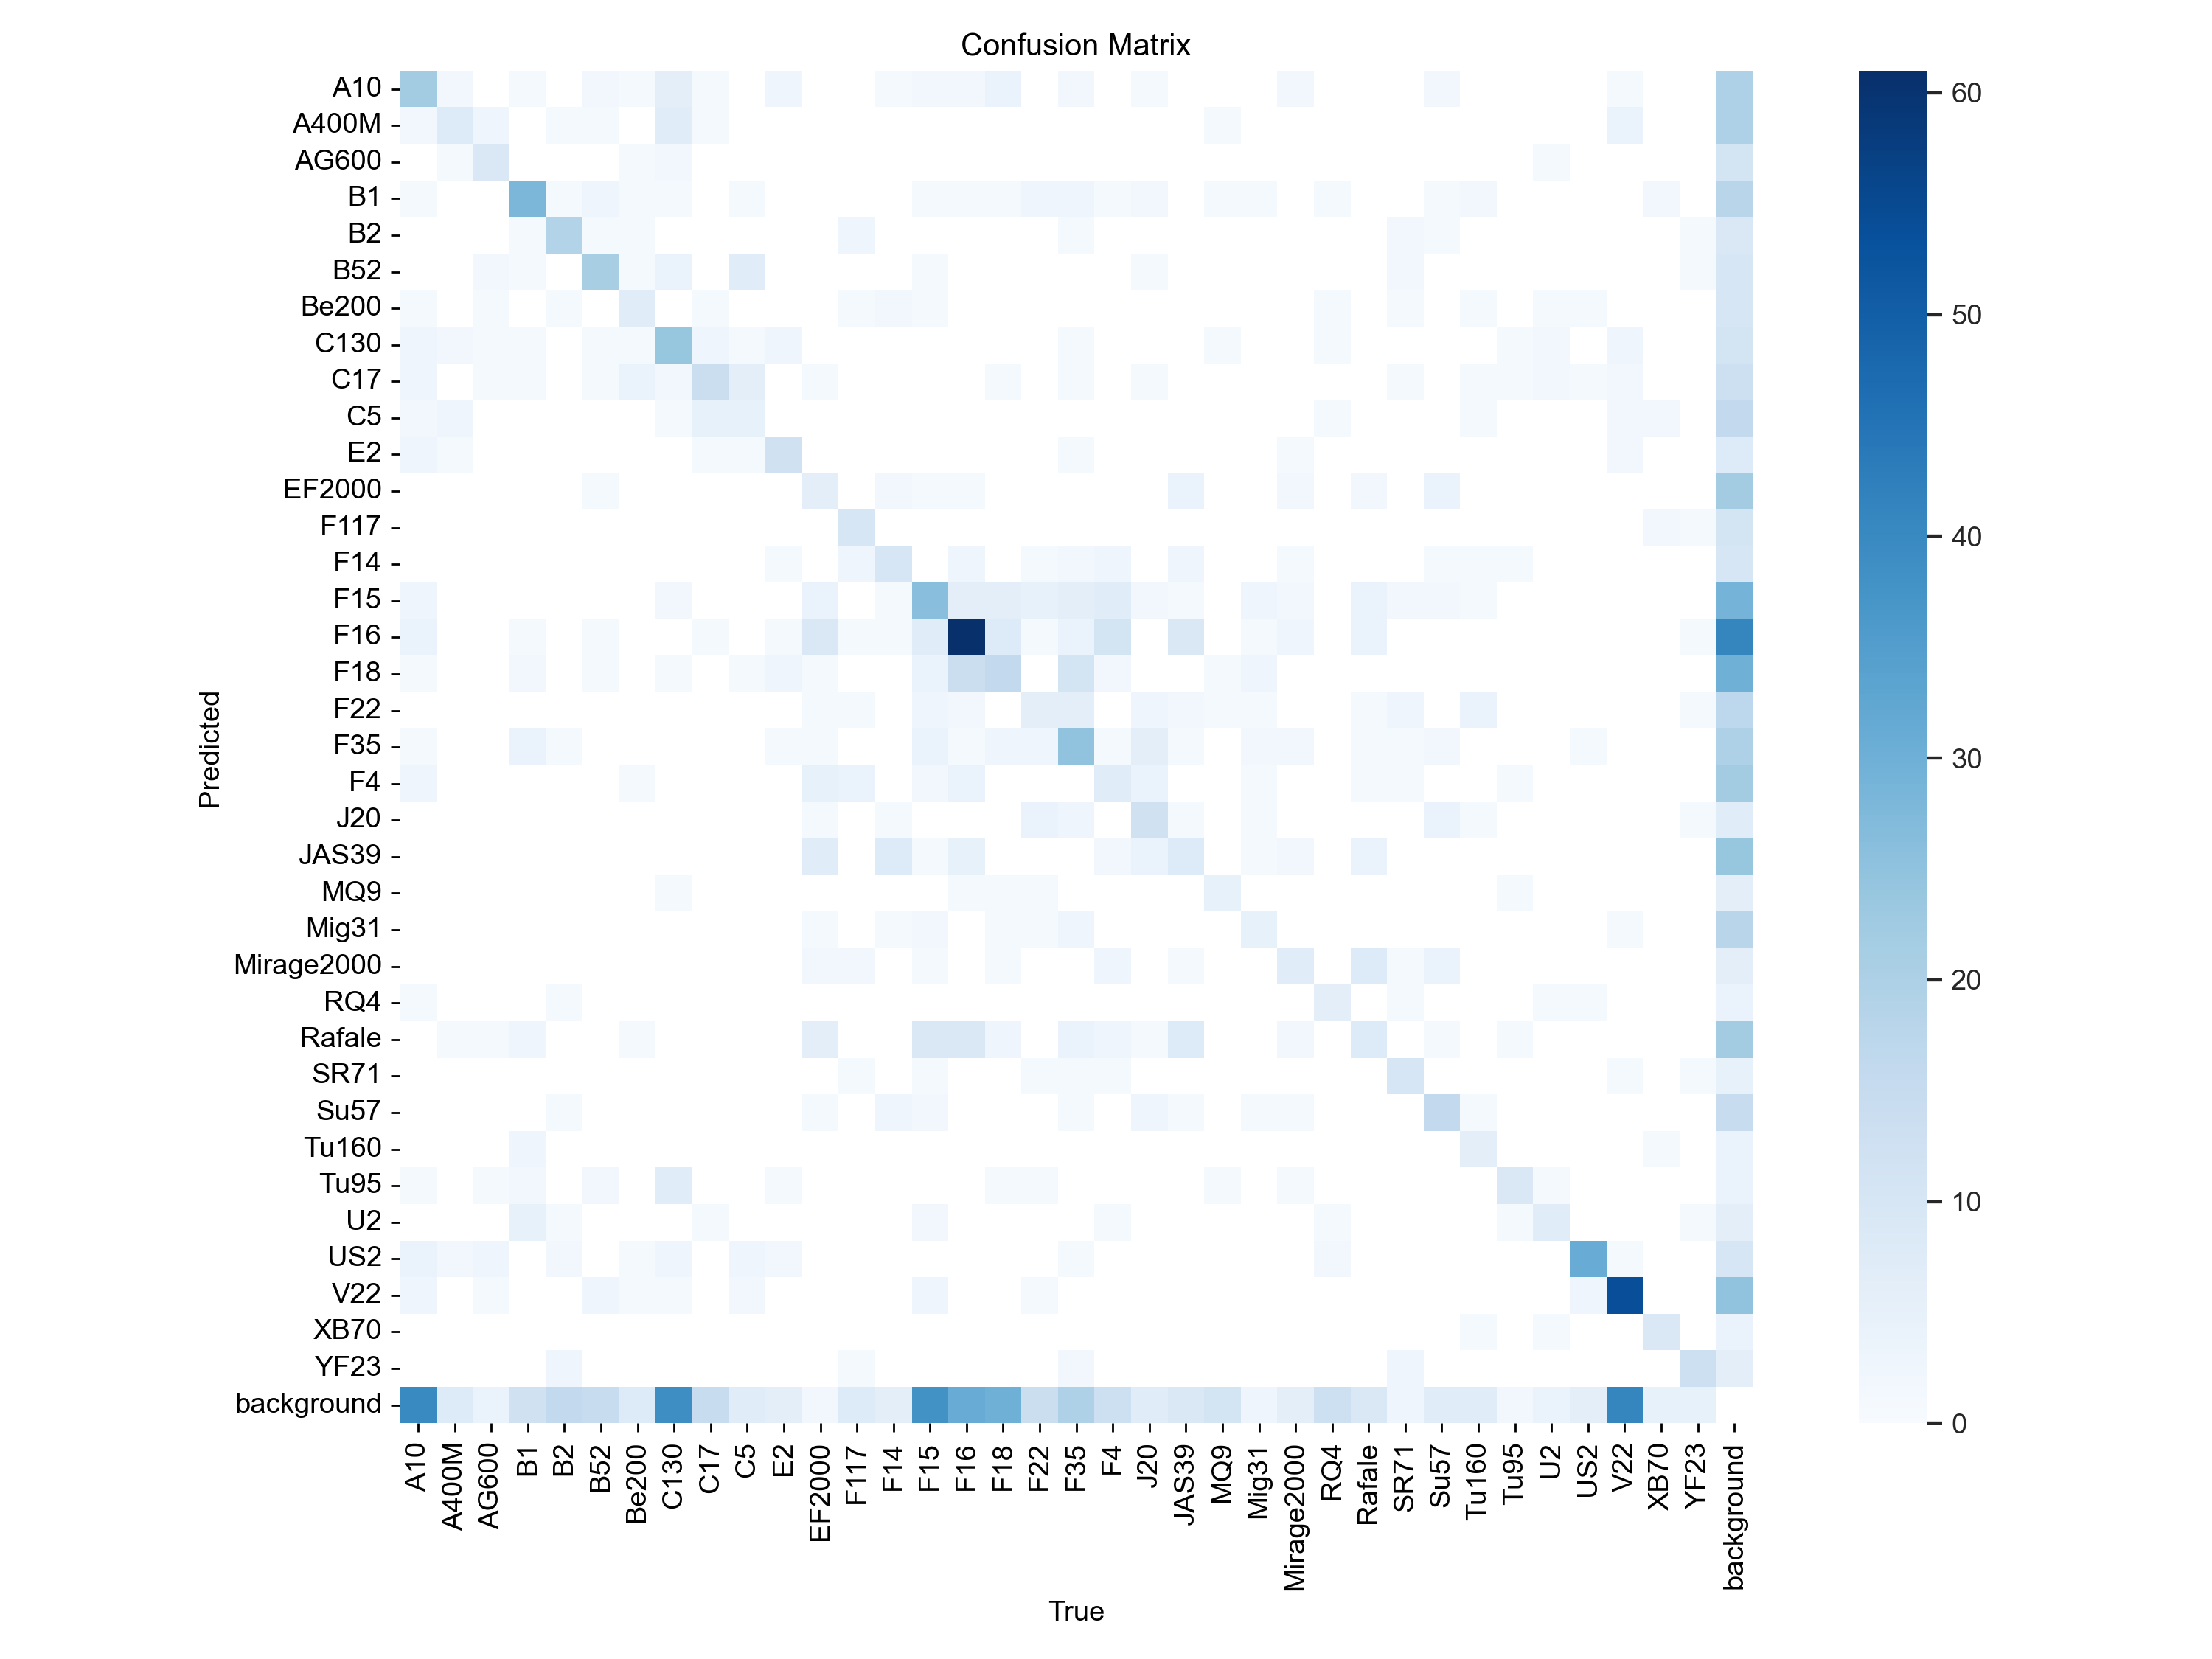 Confusion Matrix
A10
A400M
AG600
B1
B2
B52
Be200
C130
C17
C5
E2
EF2000
F117
F14
F15
F16
F18
F22
F35
F4
J20
JAS39
MQ9
Mig31
Mirage2000
RQ4
Rafale
SR71
Su57
Tu160
Tu95
U2
US2
V22
XB70
YF23
background
Predicted
A10
A400M
AG600
B1
B2
B52
Be200
C130
C17
C5
E2
EF2000
F117
F14
F15
F16
F18
F22
F35
F4
J20
JAS39
MQ9
Mig31
Mirage2000
RQ4
Rafale
SR71
Su57
Tu160
Tu95
U2
US2
V22
XB70
YF23
background
True
60
50
40
30
20
10
0